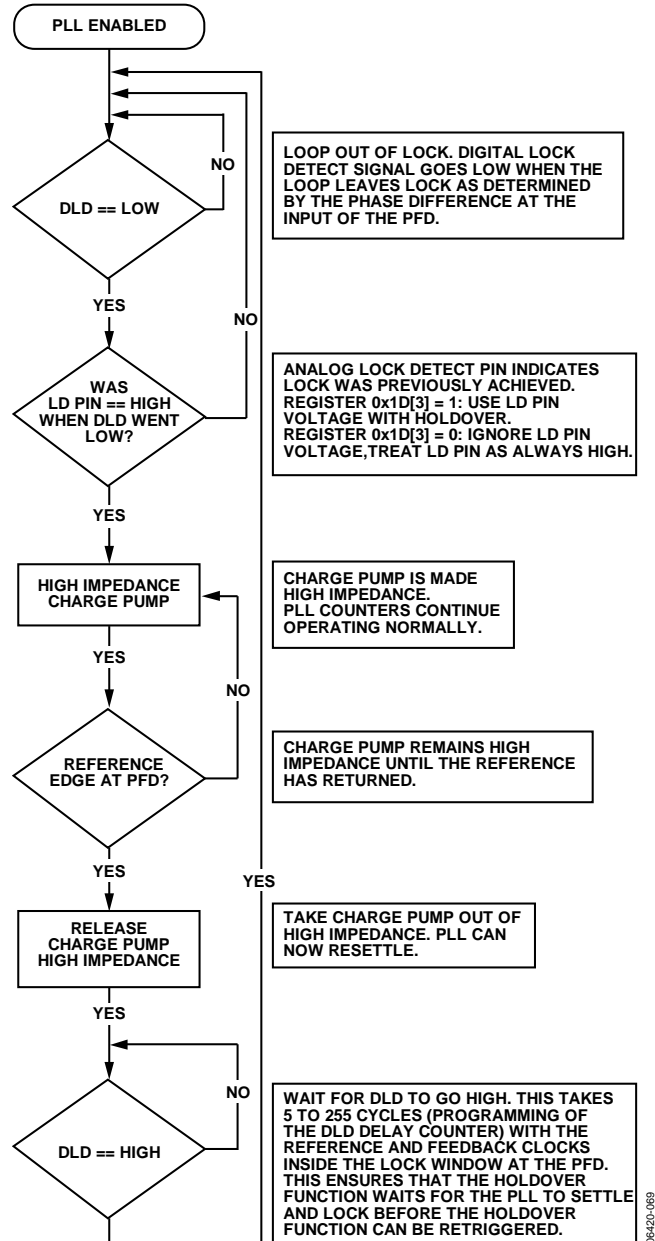 PLL ENABLED
NO
DLD == LOW
LOOP OUT OF LOCK. DIGITAL LOCK
DETECT SIGNAL GOES LOW WHEN THE
LOOP LEAVES LOCK AS DETERMINED
BY THE PHASE DIFFERENCE AT THE
INPUT OF THE PFD.
YES
NO
WAS
LD PIN == HIGH
WHEN DLD WENT
LOW?
ANALOG LOCK DETECT PIN INDICATES
LOCK WAS PREVIOUSLY ACHIEVED.
REGISTER 0x1D[3] = 1: USE LD PIN
VOLTAGE WITH HOLDOVER.
REGISTER 0x1D[3] = 0: IGNORE LD PIN
VOLTAGE,TREAT LD PIN AS ALWAYS HIGH.
YES
HIGH IMPEDANCE
CHARGE PUMP
CHARGE PUMP IS MADE
HIGH IMPEDANCE.
PLL COUNTERS CONTINUE
OPERATING NORMALLY.
YES
NO
REFERENCE
EDGE AT PFD?
CHARGE PUMP REMAINS HIGH
IMPEDANCE UNTIL THE REFERENCE
HAS RETURNED.
YES
YES
RELEASE
CHARGE PUMP
HIGH IMPEDANCE
TAKE CHARGE PUMP OUT OF
HIGH IMPEDANCE. PLL CAN
NOW RESETTLE.
YES
NO
DLD == HIGH
WAIT FOR DLD TO GO HIGH. THIS TAKES
5 TO 255 CYCLES (PROGRAMMING OF
THE DLD DELAY COUNTER) WITH THE
REFERENCE AND FEEDBACK CLOCKS
INSIDE THE LOCK WINDOW AT THE PFD.
THIS ENSURES THAT THE HOLDOVER
FUNCTION WAITS FOR THE PLL TO SETTLE
AND LOCK BEFORE THE HOLDOVER
FUNCTION CAN BE RETRIGGERED.
06420-069